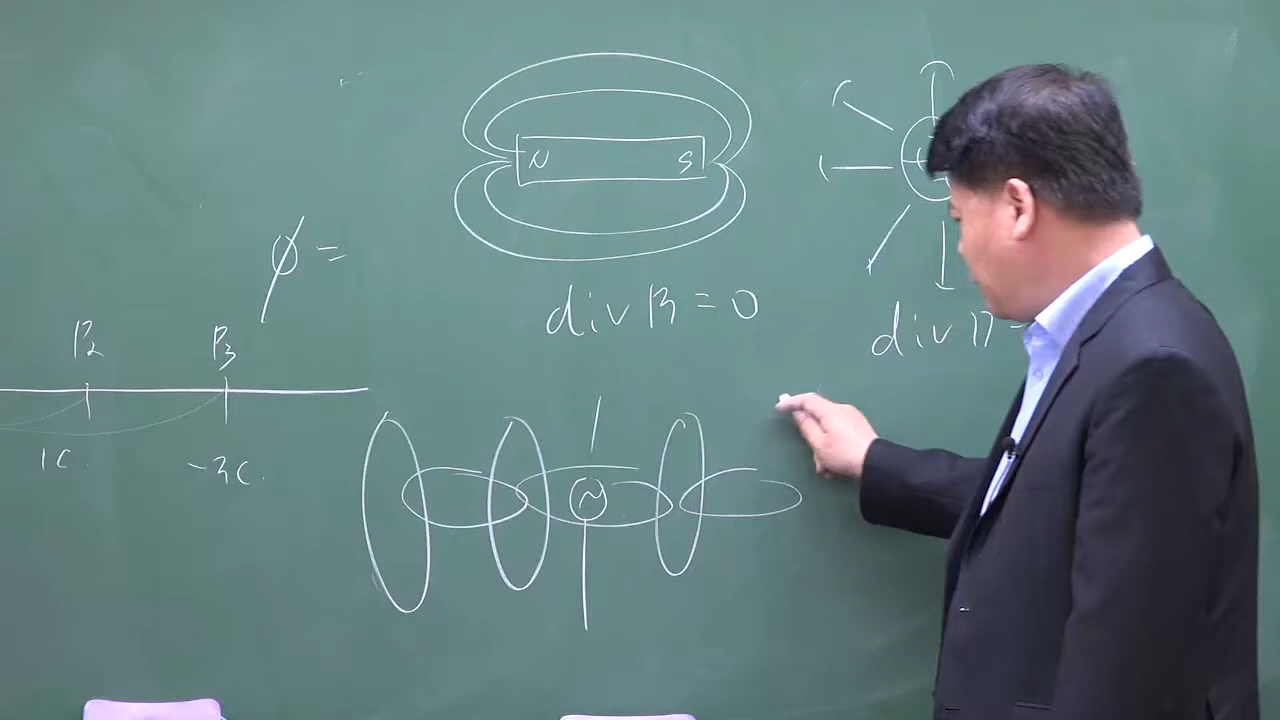 N S
+
ϕ =
div B = 0
div D =
P₂ P₃
1C -3C
N